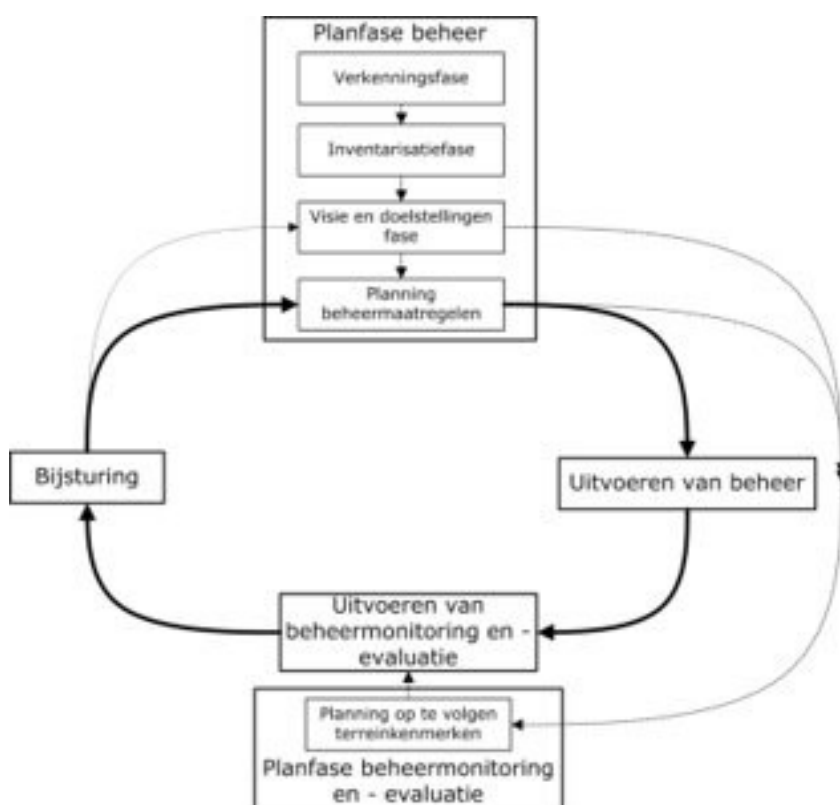 Planfase beheer
Verkenningsfase
Inventarisatiefase
Visie en doelstellingen
fase
Planning
beheermaatregelen
Bijsturing
Uitvoeren van beheer
Uitvoeren van
beheermonitoring en -
evaluatie
Planning op te volgen
terreinkenmerken
Planfase beheermonitoring
en - evaluatie